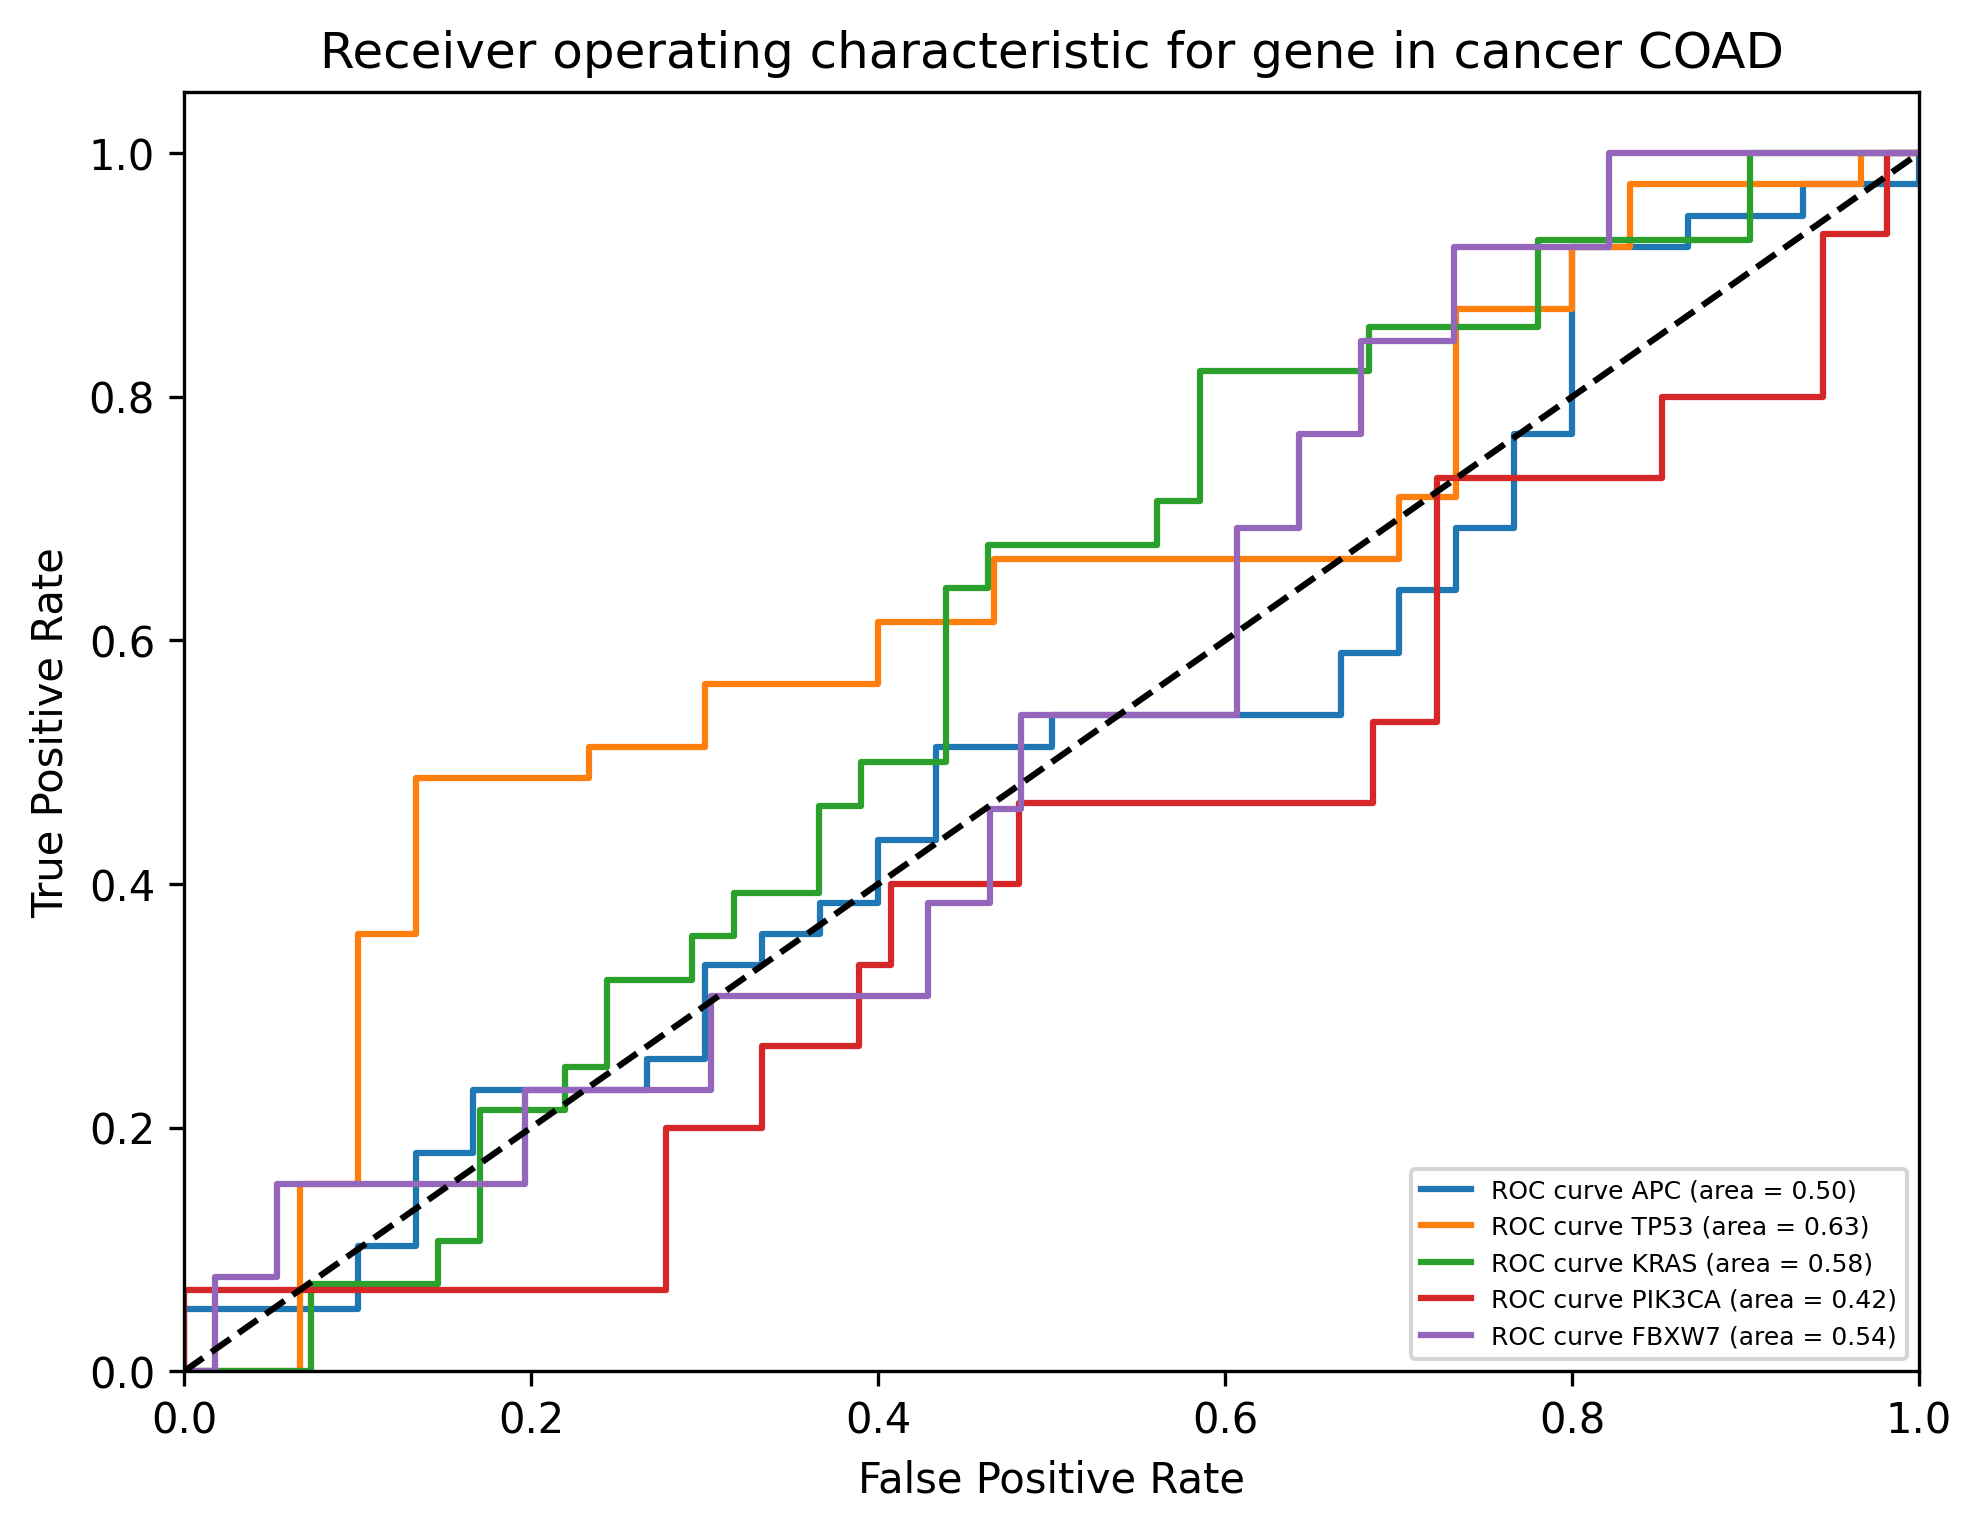 Receiver operating characteristic for gene in cancer COAD
True Positive Rate
1.0
0.8
0.6
0.4
0.2
0.0
0.0 0.2 0.4 0.6 0.8 1.0
False Positive Rate
ROC curve APC (area = 0.50)
ROC curve TP53 (area = 0.63)
ROC curve KRAS (area = 0.58)
ROC curve PIK3CA (area = 0.42)
ROC curve FBXW7 (area = 0.54)